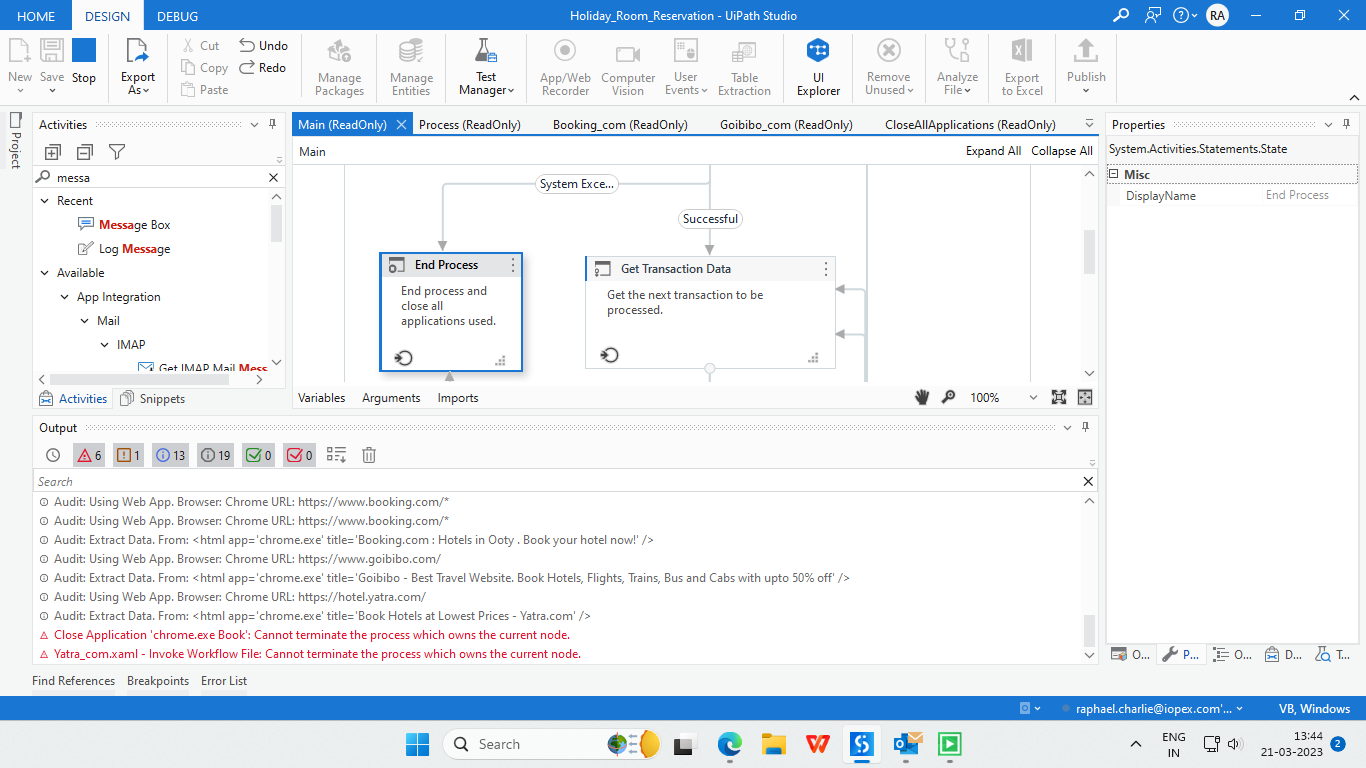 HOME DESIGN DEBUG Holiday_Room_Reservation - UiPath Studio RA
New Save Stop Export As Cut Copy Paste Undo Redo Manage Packages Manage Entities Test Manager App/Web Recorder Computer Vision User Events Table Extraction UI Explorer Remove Unused Analyze File Export to Excel Publish
Project
Activities
messa
Recent
Message Box
Log Message
Available
App Integration
Mail
IMAP
Get IMAP Mail Mess
Activities Snippets
Main (ReadOnly) Process (ReadOnly) Booking_com (ReadOnly) Goibibo_com (ReadOnly) CloseAllApplications (ReadOnly)
Main Expand All Collapse All
System Exce...
Successful
End Process
End process and
close all
applications used.
Get Transaction Data
Get the next transaction to be
processed.
Variables Arguments Imports 100%
Properties
System.Activities.Statements.State
Misc
DisplayName End Process
O... P... O... D... T...
Output
6 1 13 19 0 0
Search
Audit: Using Web App. Browser: Chrome URL: https://www.booking.com/*
Audit: Using Web App. Browser: Chrome URL: https://www.booking.com/*
Audit: Extract Data. From: <html app='chrome.exe' title='Booking.com : Hotels in Ooty . Book your hotel now!' />
Audit: Using Web App. Browser: Chrome URL: https://www.goibibo.com/
Audit: Extract Data. From: <html app='chrome.exe' title='Goibibo - Best Travel Website. Book Hotels, Flights, Trains, Bus and Cabs with upto 50% off' />
Audit: Using Web App. Browser: Chrome URL: https://hotel.yatra.com/
Audit: Extract Data. From: <html app='chrome.exe' title='Book Hotels at Lowest Prices - Yatra.com' />
Close Application 'chrome.exe Book': Cannot terminate the process which owns the current node.
Yatra_com.xaml - Invoke Workflow File: Cannot terminate the process which owns the current node.
Find References Breakpoints Error List
raphael.charlie@iopex.com'... VB, Windows
Search
ENG
IN
13:44
21-03-2023
2